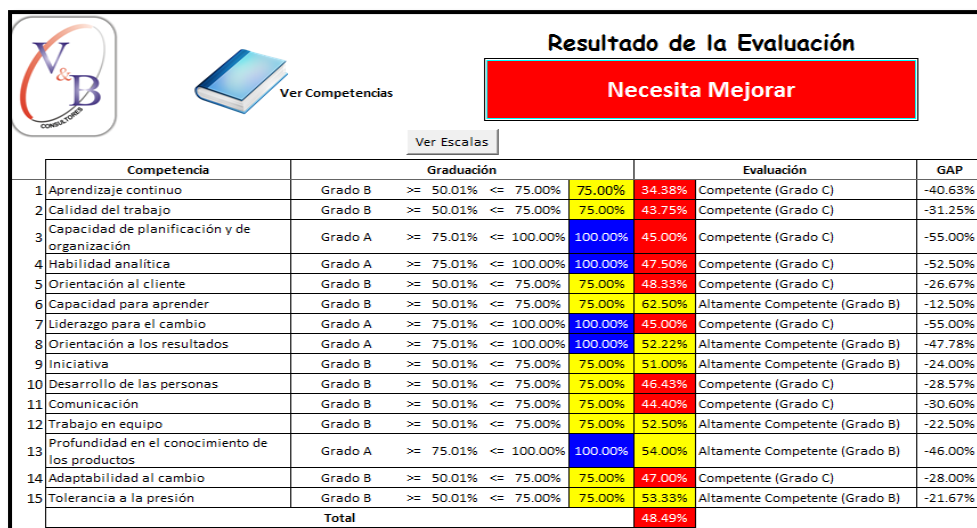 V&B
CONSULTORES
Ver Competencias
Resultado de la Evaluación
Necesita Mejorar
Ver Escalas
Competencia Graduación Evaluación GAP
1 Aprendizaje continuo Grado B >= 50.01% <= 75.00% 75.00% 34.38% Competente (Grado C) -40.63%
2 Calidad del trabajo Grado B >= 50.01% <= 75.00% 75.00% 43.75% Competente (Grado C) -31.25%
3 Capacidad de planificación y de
organización Grado A >= 75.01% <= 100.00% 100.00% 45.00% Competente (Grado C) -55.00%
4 Habilidad analítica Grado A >= 75.01% <= 100.00% 100.00% 47.50% Competente (Grado C) -52.50%
5 Orientación al cliente Grado B >= 50.01% <= 75.00% 75.00% 48.33% Competente (Grado C) -26.67%
6 Capacidad para aprender Grado B >= 50.01% <= 75.00% 75.00% 62.50% Altamente Competente (Grado B) -12.50%
7 Liderazgo para el cambio Grado A >= 75.01% <= 100.00% 100.00% 45.00% Competente (Grado C) -55.00%
8 Orientación a los resultados Grado A >= 75.01% <= 100.00% 100.00% 52.22% Altamente Competente (Grado B) -47.78%
9 Iniciativa Grado B >= 50.01% <= 75.00% 75.00% 51.00% Altamente Competente (Grado B) -24.00%
10 Desarrollo de las personas Grado B >= 50.01% <= 75.00% 75.00% 46.43% Competente (Grado C) -28.57%
11 Comunicación Grado B >= 50.01% <= 75.00% 75.00% 44.40% Competente (Grado C) -30.60%
12 Trabajo en equipo Grado B >= 50.01% <= 75.00% 75.00% 52.50% Altamente Competente (Grado B) -22.50%
13 Profundidad en el conocimiento de
los productos Grado A >= 75.01% <= 100.00% 100.00% 54.00% Altamente Competente (Grado B) -46.00%
14 Adaptabilidad al cambio Grado B >= 50.01% <= 75.00% 75.00% 47.00% Competente (Grado C) -28.00%
15 Tolerancia a la presión Grado B >= 50.01% <= 75.00% 75.00% 53.33% Altamente Competente (Grado B) -21.67%
Total 48.49%